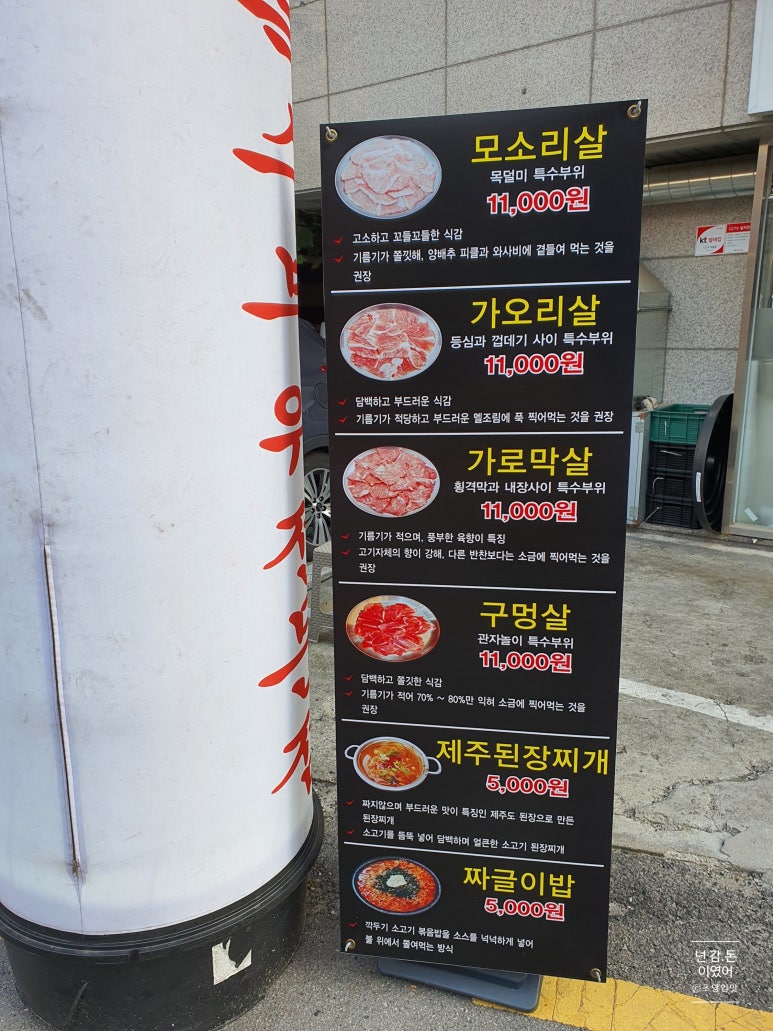 특수부위전문점
모소리살
목덜미 특수부위
11,000원
고소하고 꼬들꼬들한 식감
기름기가 쫄깃해, 양배추 피클과 와사비에 곁들여 먹는 것을
권장
가오리살
등심과 껍데기 사이 특수부위
11,000원
담백하고 부드러운 식감
기름기가 적당하고 부드러운 멜조림에 푹 찍어먹는 것을 권장
가로막살
횡격막과 내장사이 특수부위
11,000원
기름기가 적으며, 풍부한 육향이 특징
고기자체의 향이 강해, 다른 반찬보다는 소금에 찍어먹는 것을
권장
구멍살
관자놀이 특수부위
11,000원
담백하고 쫄깃한 식감
기름기가 적어 70% ~ 80%만 익혀 소금에 찍어먹는 것을
권장
제주된장찌개
5,000원
짜지않으며 부드러운 맛이 특징인 제주도 된장으로 만든
된장찌개
소고기를 듬뚝 넣어 담백하며 얼큰한 소고기 된장찌개
짜글이밥
5,000원
깍두기 소고기 볶음밥을 소스를 넉넉하게 넣어
불 위에서 쫄여먹는 방식
kt 텔레캅
넌 감.돈
이였어